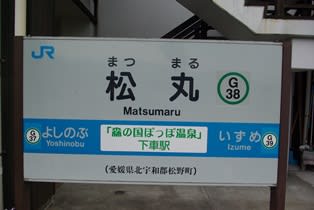 JR
まつ まる
松丸
Matsumaru
G
38
G
37
よしのぶ
Yoshinobu
「森の国ぽっぽ温泉」
下車駅
いずめ
Izume
G
39
(愛媛県北宇和郡松野町)